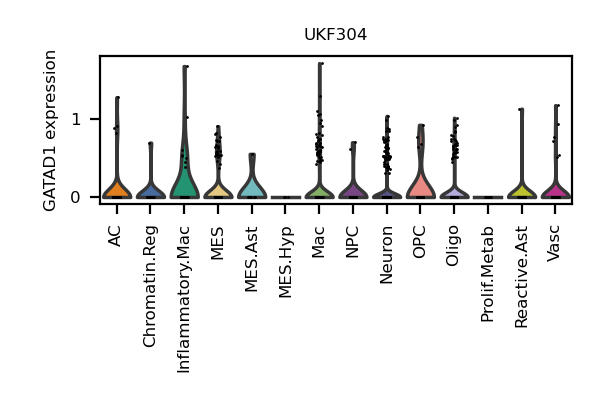 UKF304
GATAD1 expression
1
0
AC
Chromatin.Reg
Inflammatory.Mac
MES
MES.Ast
MES.Hyp
Mac
NPC
Neuron
OPC
Oligo
Prolif.Metab
Reactive.Ast
Vasc